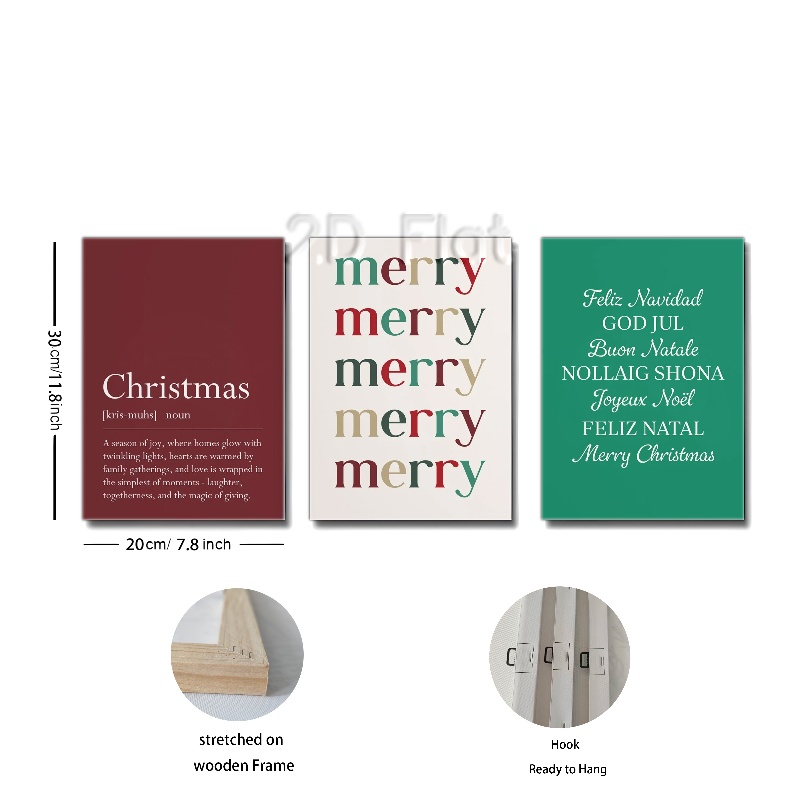 2D Flat
Christmas
[kris-muhs] noun
A season of joy, where homes glow with
twinkling lights, hearts are warmed by
family gatherings, and love is wrapped in
the simplest of moments - laughter,
togetherness, and the magic of giving.
merry
merry
merry
merry
merry
Feliz Navidad
GOD JUL
Buon Natale
NOLLAIG SHONA
Joyeux Noël
FELIZ NATAL
Merry Christmas
30cm/11.8inch
20cm/ 7.8 inch
stretched on
wooden Frame
Hook
Ready to Hang